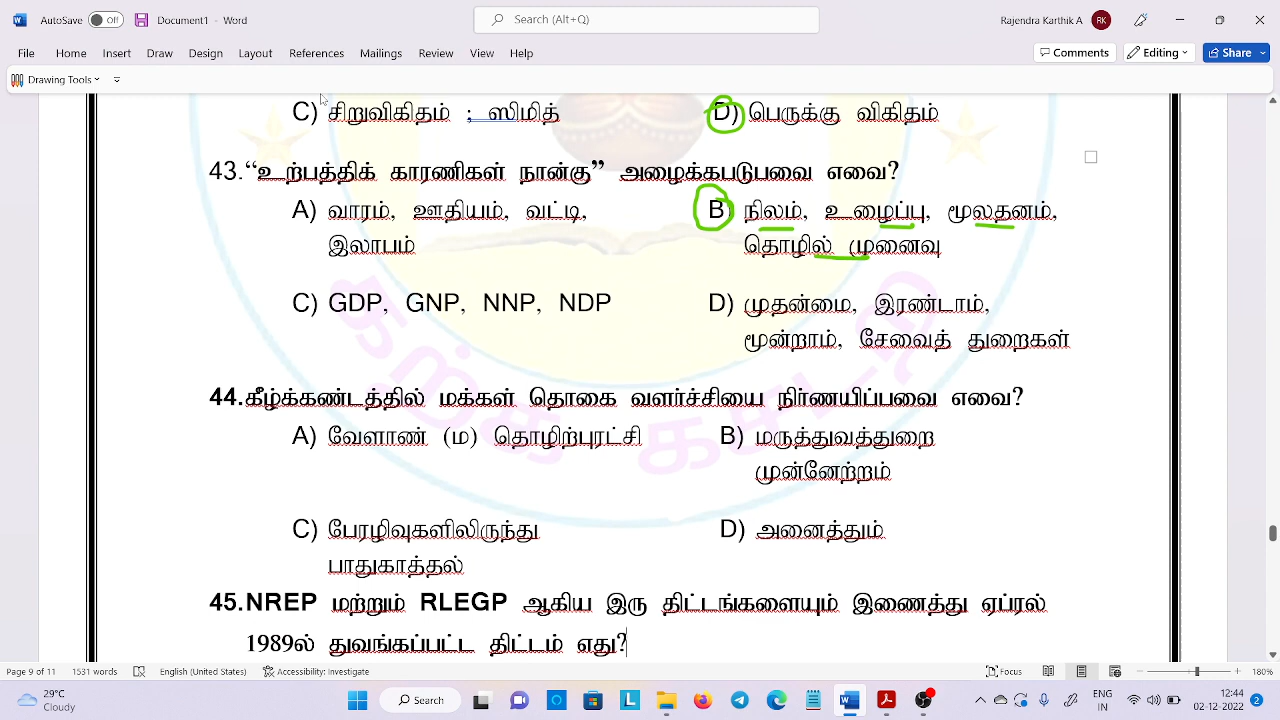 AutoSave Off Document1 Search (Alt+Q) Rajendra Karthik A RK
File Home Insert Draw Design Layout References Mailings Review View Help Comments Editing Share
Drawing Tools
C) சிறுவிகிதம் ; ஸிமித் D) பெருக்கு விகிதம்
43. “உற்பத்திக் காரணிகள் நான்கு” அழைக்கபடுபவை எவை?
A) வாரம், ஊதியம், வட்டி, B) நிலம், உழைப்பு, மூலதனம்,
இலாபம் தொழில் முனைவு
C) GDP, GNP, NNP, NDP D) முதன்மை, இரண்டாம்,
மூன்றாம், சேவைத் துறைகள்
44. கீழ்க்கண்டத்தில் மக்கள் தொகை வளர்ச்சியை நிர்ணயிப்பவை எவை?
A) வேளாண் (ம) தொழிற்புரட்சி B) மருத்துவத்துறை
முன்னேற்றம்
C) பேரழிவுகளிலிருந்து D) அனைத்தும்
பாதுகாத்தல்
45. NREP மற்றும் RLEGP ஆகிய இரு திட்டங்களையும் இணைத்து ஏப்ரல்
1989ல் துவங்கப்பட்ட திட்டம் எது?
Page 9 of 11 1531 words English (United States) Accessibility: Investigate Focus 180%
29°C
Cloudy Search ENG IN 12:44 02-12-2022 2